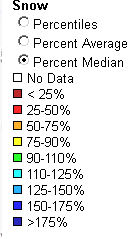 Snow
Percentiles
Percent Average
Percent Median
No Data
< 25%
25-50%
50-75%
75-90%
90-110%
110-125%
125-150%
150-175%
>175%